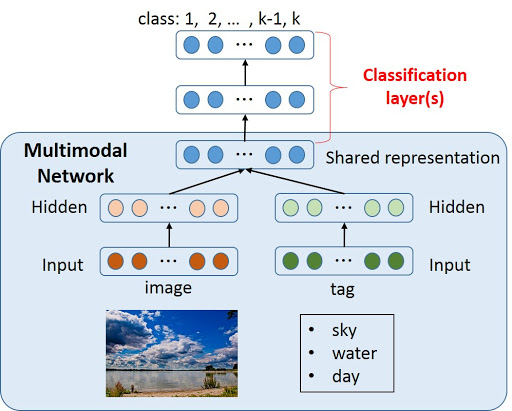 class: 1, 2, ... , k-1, k
...
Classification
layer(s)
...
Multimodal
Network
...
Shared representation
Hidden
...
...
Hidden
Input
...
...
Input
image
tag
• sky
• water
• day